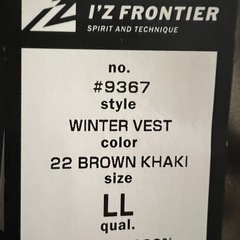 I'Z FRONTIER
SPIRIT AND TECHNIQUE
no.
#9367
style
WINTER VEST
color
22 BROWN KHAKI
size
LL
qual.